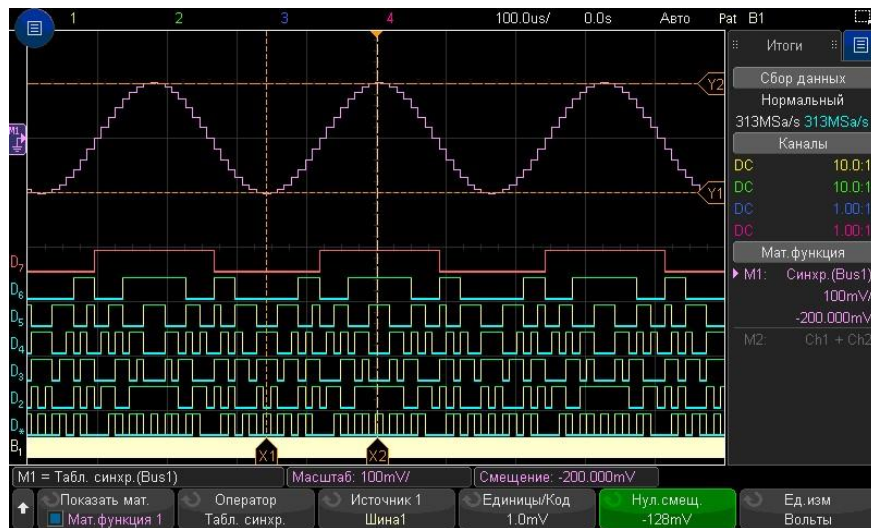 1 2 3 4 100.0us/ 0.0s Авто Pat B1
Итоги
Сбор данных
Нормальный
313MSa/s 313MSa/s
Каналы
DC 10.0:1
DC 10.0:1
DC 1.00:1
DC 1.00:1
Мат.функция
M1: Синхр.(Bus1)
100mV/
-200.000mV
M2: Ch1 + Ch2
Y2
M1
Y1
D7
D6
D5
D4
D3
D2
D*
B1
X1 X2
M1 = Табл. синхр.(Bus1) Масштаб: 100mV/ Смещение: -200.000mV
Показать мат. Оператор Источник 1 Единицы/Код Нул.смещ. Ед.изм
Мат.функция 1 Табл. синхр. Шина1 1.0mV -128mV Вольты